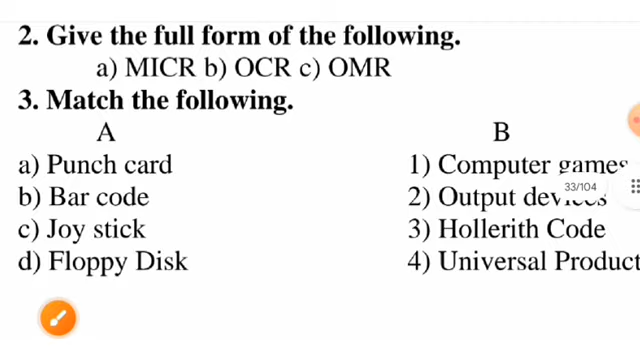 2. Give the full form of the following.
a) MICR b) OCR c) OMR
3. Match the following.
A B
a) Punch card 1) Computer games
b) Bar code 2) Output devices
33/104
c) Joy stick 3) Hollerith Code
d) Floppy Disk 4) Universal Product